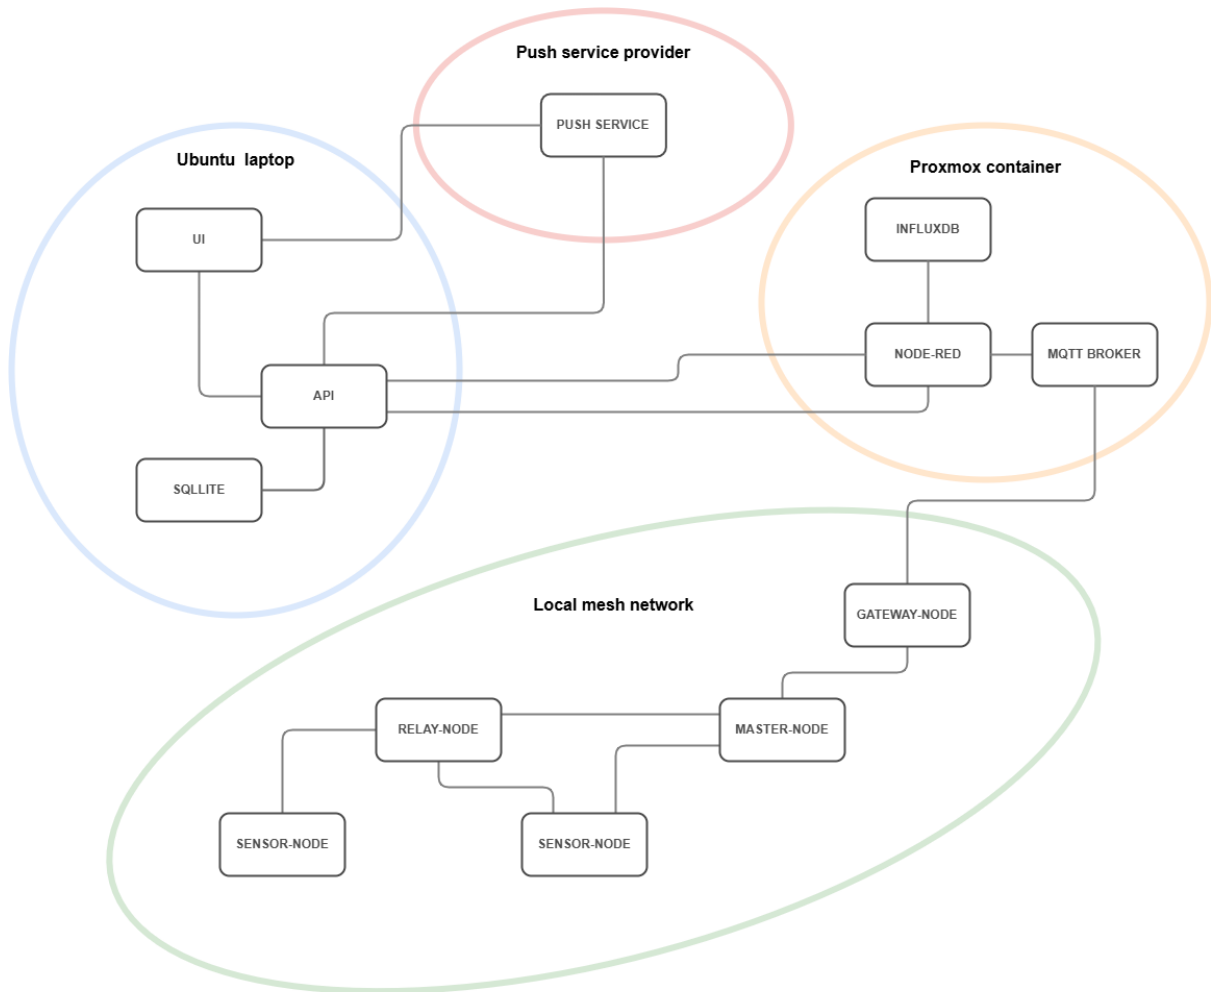 Push service provider
PUSH SERVICE
Ubuntu laptop
UI
API
SQLLITE
Proxmox container
INFLUXDB
NODE-RED
MQTT BROKER
Local mesh network
GATEWAY-NODE
RELAY-NODE
MASTER-NODE
SENSOR-NODE
SENSOR-NODE